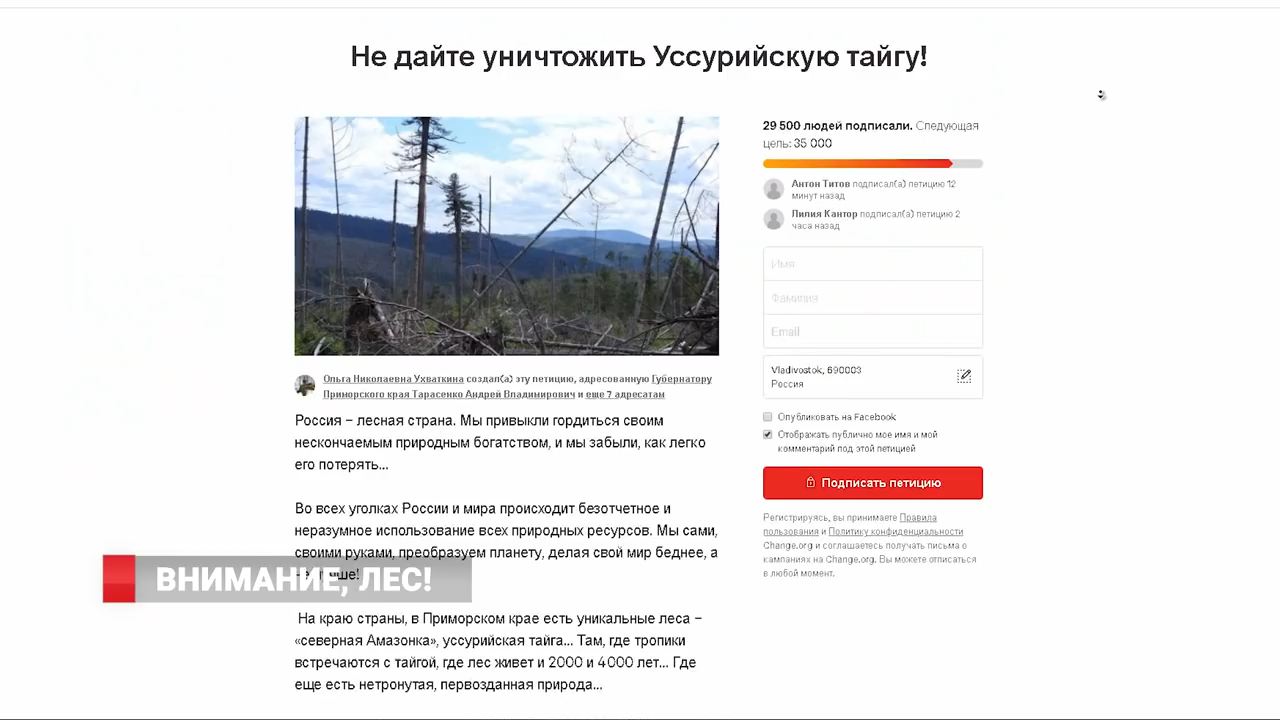 Не дайте уничтожить Уссурийскую тайгу!
29 500 людей подписали. Следующая
цель: 35 000
Антон Титов подписал(а) петицию 12
минут назад
Лилия Кантор подписал(а) петицию 2
часа назад
Имя
Фамилия
Email
Vladivostok, 690003
Россия
Опубликовать на Facebook
Отображать публично мое имя и мой
комментарий под этой петицией
Подписать петицию
Регистрируясь, вы принимаете Правила
пользования и Политику конфиденциальности
Change.org и соглашаетесь получать письма о
кампаниях на Change.org. Вы можете отписаться
в любой момент.
Ольга Николаевна Ухваткина создал(а) эту петицию, адресованную Губернатору
Приморского края Тарасенко Андрей Владимирович и еще 7 адресатам
Россия – лесная страна. Мы привыкли гордиться своим
нескончаемым природным богатством, и мы забыли, как легко
его потерять...
Во всех уголках России и мира происходит безотчетное и
неразумное использование всех природных ресурсов. Мы сами,
своими руками, преобразуем планету, делая свой мир беднее, а
ВНИМАНИЕ, ЛЕС!
На краю страны, в Приморском крае есть уникальные леса –
«северная Амазонка», уссурийская тайга... Там, где тропики
встречаются с тайгой, где лес живет и 2000 и 4000 лет... Где
еще есть нетронутая, первозданная природа...